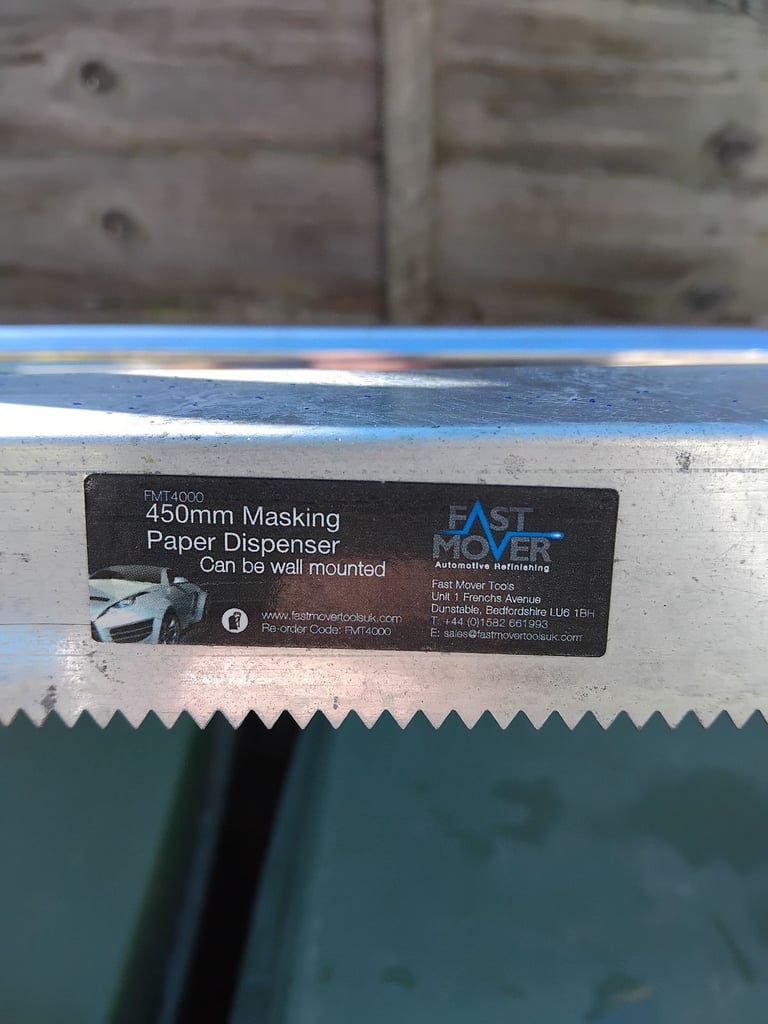 FMT4000
450mm Masking
Paper Dispenser
Can be wall mounted
www.fastmovertoolsuk.com
Re-order Code: FMT4000
FAST
MOVER
Automotive Refinishing
Fast Mover Tools
Unit 1 Frenchs Avenue
Dunstable, Bedfordshire LU6 1BH
T: +44 (0)1582 661993
E: sales@fastmovertoolsuk.com